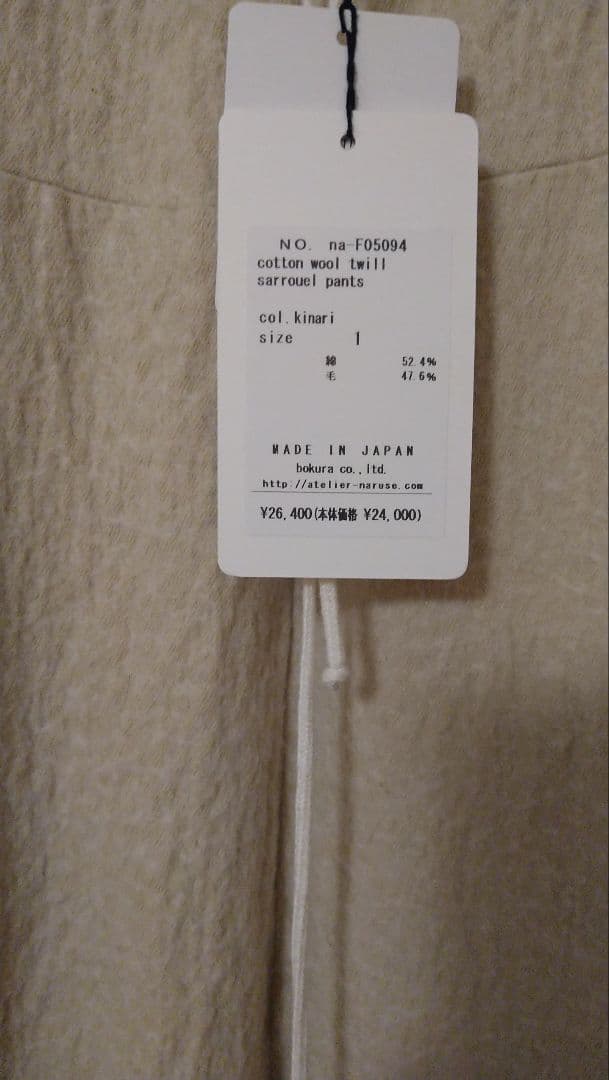 NO. na-F05094
cotton wool twill
sarrouel pants
col.kinari
size 1
綿 52.4%
毛 47.6%
MADE IN JAPAN
bokura co.,ltd.
http://atelier-naruse.com
¥26,400(本体価格 ¥24,000)